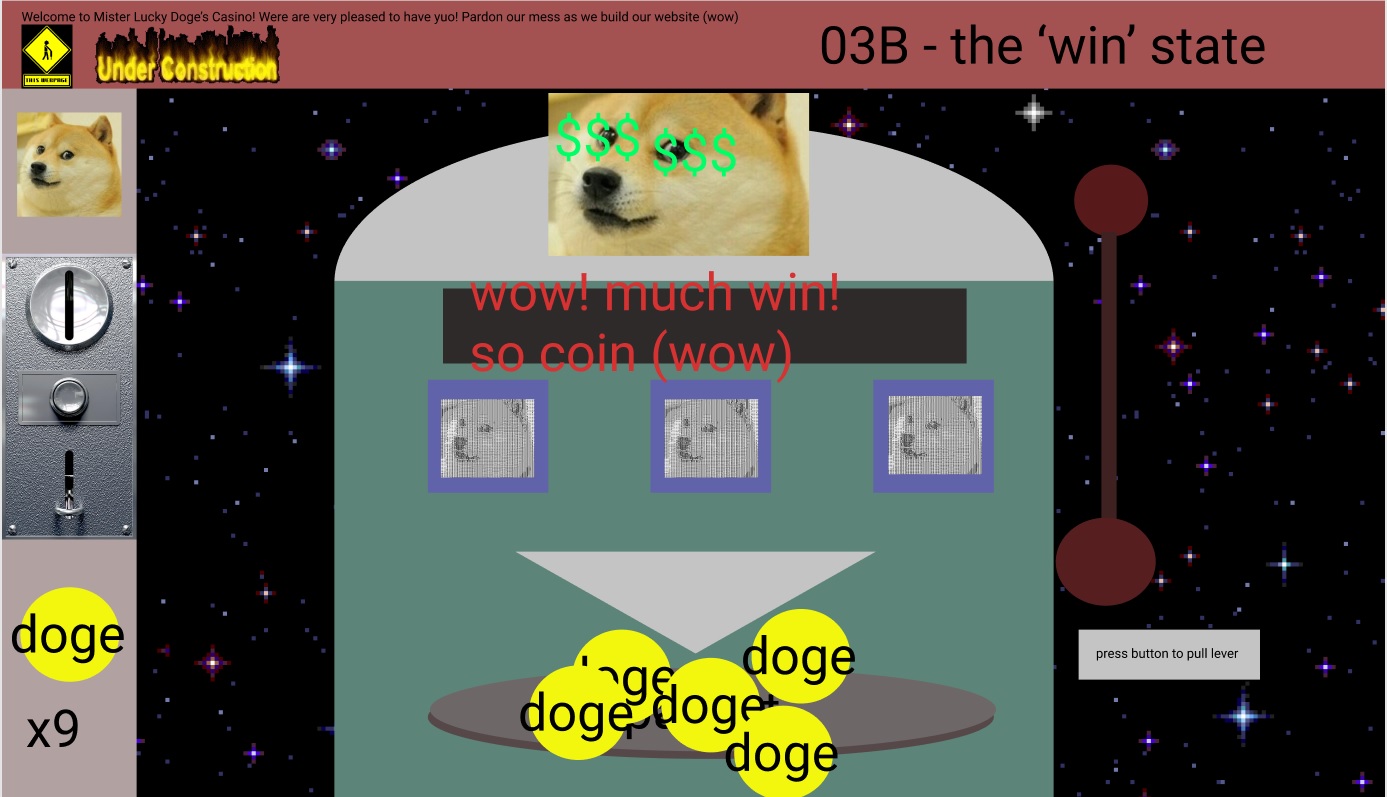 Welcome to Mister Lucky Doge's Casino! Were are very pleased to have yuo! Pardon our mess as we build our website (wow)
03B - the ‘win’ state
THIS WEBPAGE
Under Construction
$$$ $$$
wow! much win!
so coin (wow)
doge
x9
press button to pull lever
doge
doge
doge
doge
doge